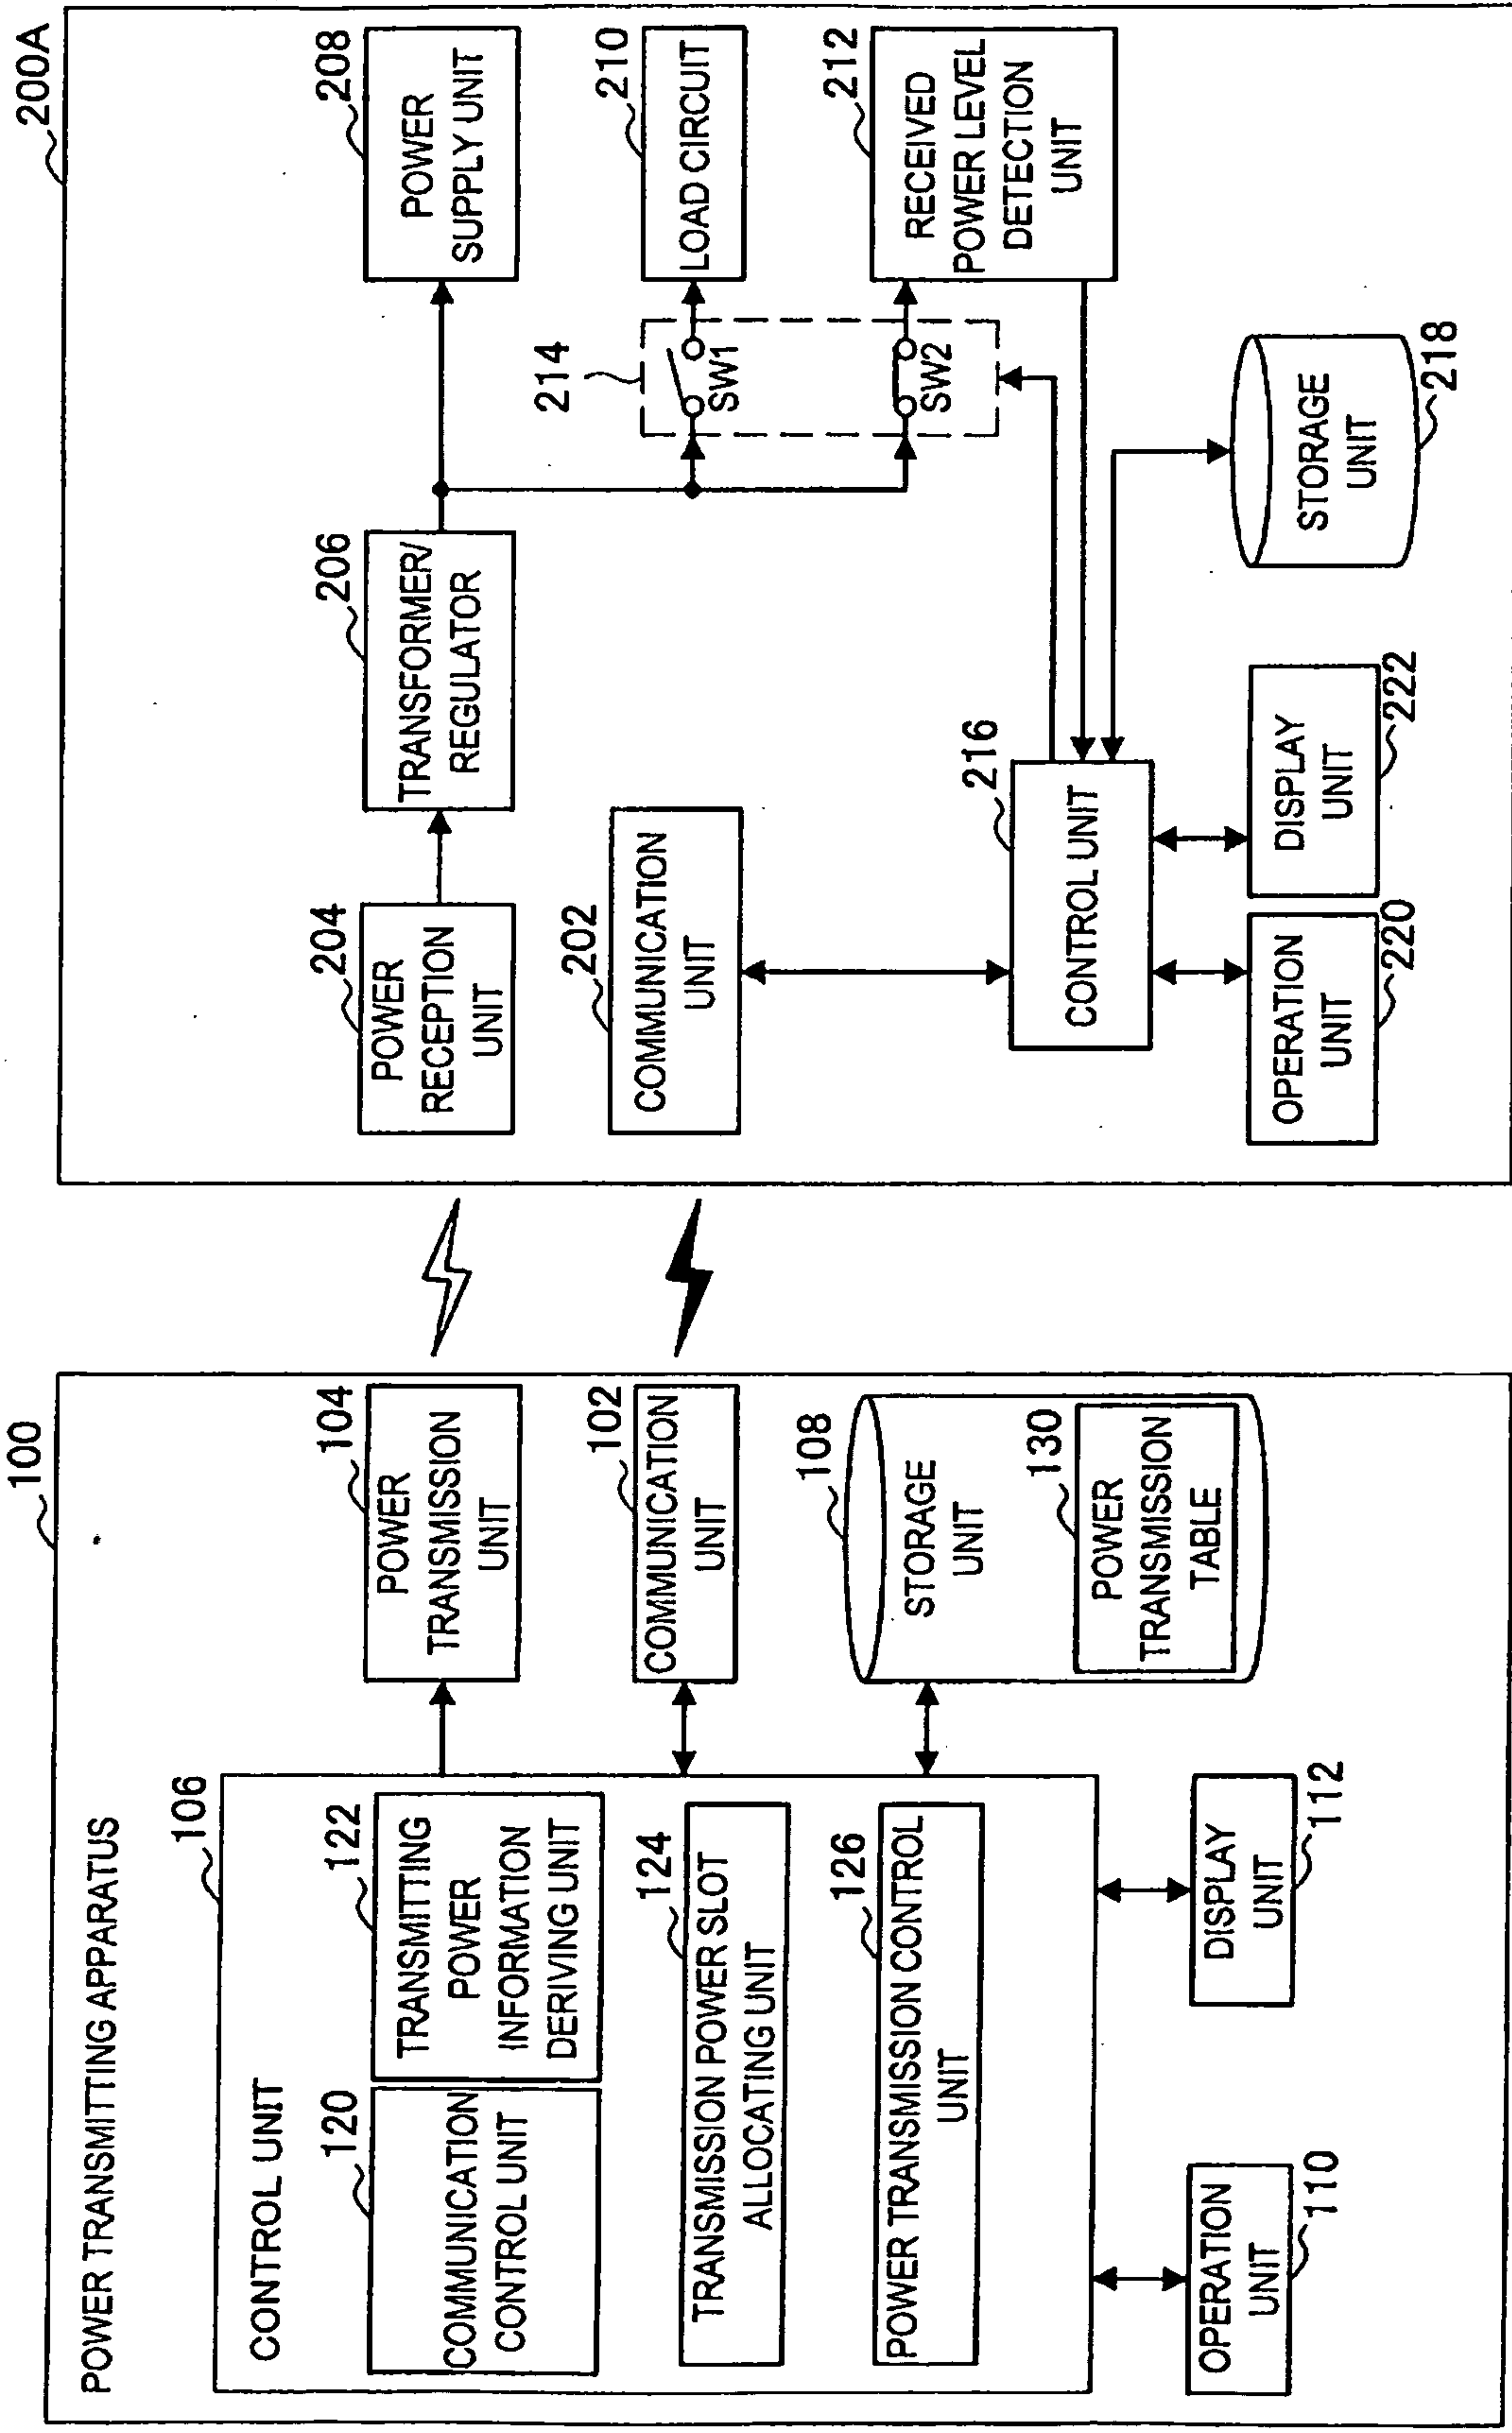 100
POWER TRANSMITTING APPARATUS
106
CONTROL UNIT
120
COMMUNICATION
CONTROL UNIT
122
TRANSMITTING
POWER
INFORMATION
DERIVING UNIT
124
TRANSMISSION POWER SLOT
ALLOCATING UNIT
126
POWER TRANSMISSION CONTROL
UNIT
104
POWER
TRANSMISSION
UNIT
102
COMMUNICATION
UNIT
108
STORAGE
UNIT
130
POWER
TRANSMISSION
TABLE
OPERATION
UNIT
110
DISPLAY
UNIT
112
200A
204
POWER
RECEPTION
UNIT
206
TRANSFORMER/
REGULATOR
208
POWER
SUPPLY UNIT
202
COMMUNICATION
UNIT
214
SW1
SW2
210
LOAD CIRCUIT
212
RECEIVED
POWER LEVEL
DETECTION
UNIT
216
CONTROL UNIT
OPERATION
UNIT
220
DISPLAY
UNIT
222
STORAGE
UNIT
218